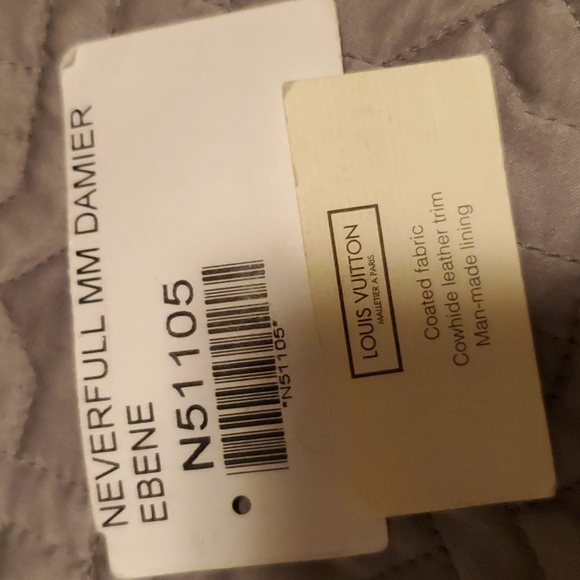 NEVERFULL MM DAMIER
EBENE
N51105
*N51105*
LOUIS VUITTON
MALLETIER A PARIS
Coated fabric
Cowhide leather trim
Man-made lining